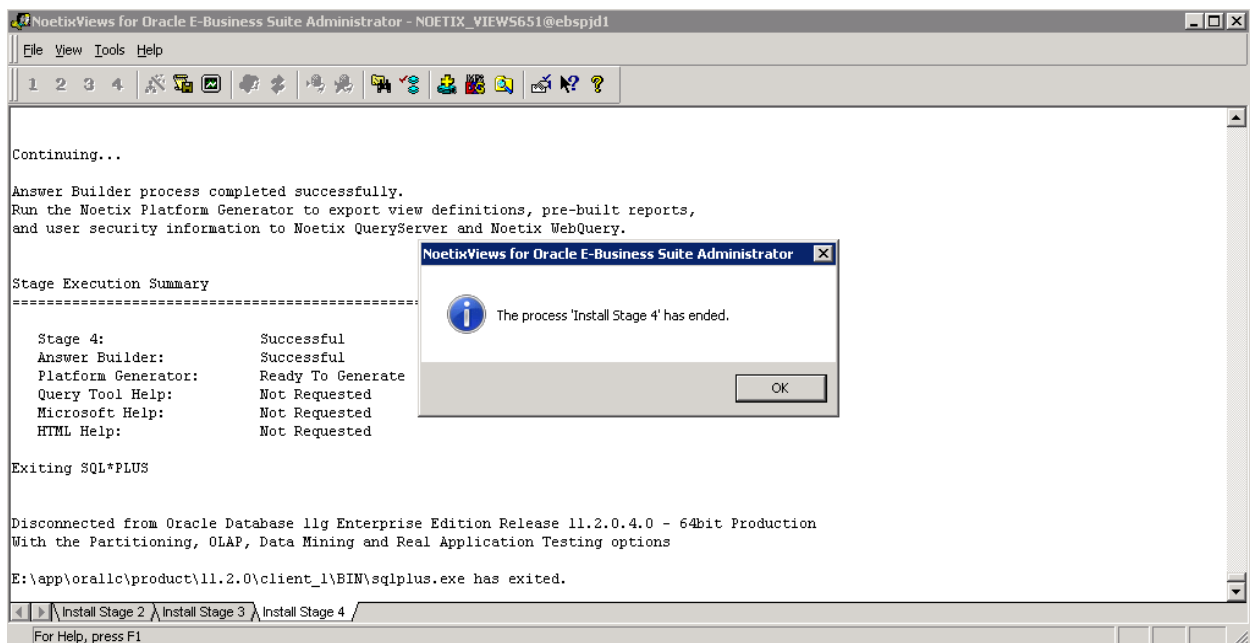 NoetixViews for Oracle E-Business Suite Administrator - NOETIX_VIEWS651@ebspjd1
File View Tools Help
1 2 3 4
Continuing...
Answer Builder process completed successfully.
Run the Noetix Platform Generator to export view definitions, pre-built reports,
and user security information to Noetix QueryServer and Noetix WebQuery.
Stage Execution Summary
==================================================
Stage 4: Successful
Answer Builder: Successful
Platform Generator: Ready To Generate
Query Tool Help: Not Requested
Microsoft Help: Not Requested
HTML Help: Not Requested
NoetixViews for Oracle E-Business Suite Administrator
The process 'Install Stage 4' has ended.
OK
Exiting SQL*PLUS
Disconnected from Oracle Database 11g Enterprise Edition Release 11.2.0.4.0 - 64bit Production
With the Partitioning, OLAP, Data Mining and Real Application Testing options
E:\app\orallc\product\11.2.0\client_1\BIN\sqlplus.exe has exited.
Install Stage 2 Install Stage 3 Install Stage 4
For Help, press F1